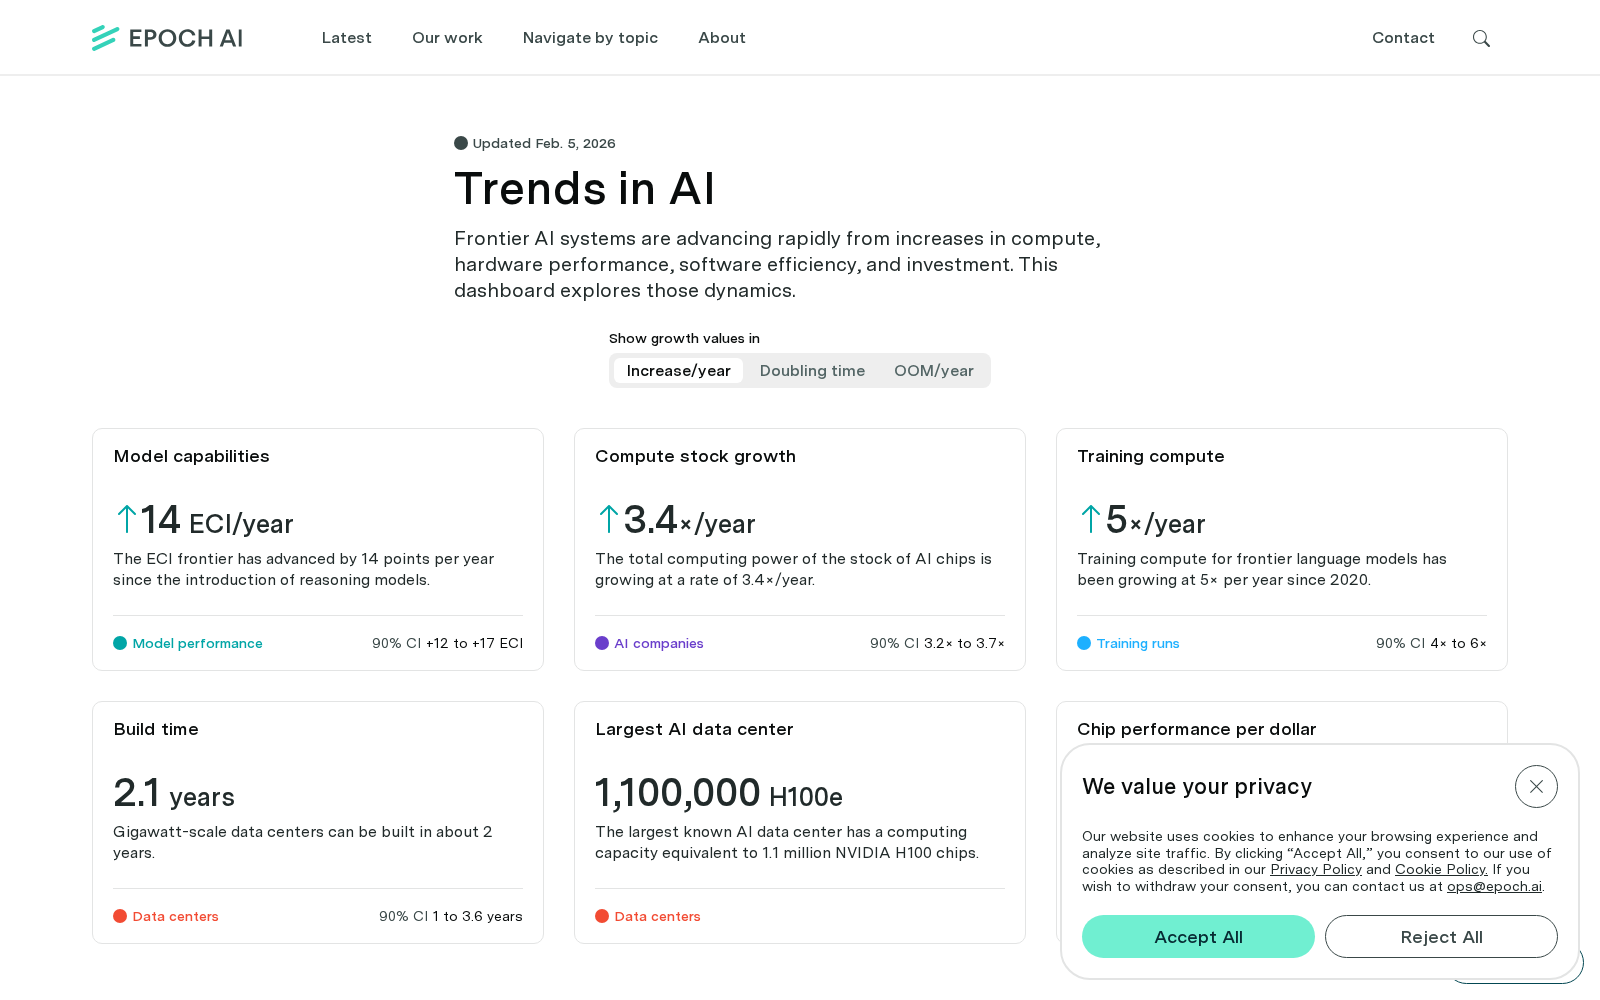 EPOCH AI
Latest
Our work
Navigate by topic
About
Contact
Updated Feb. 5, 2026
Trends in AI
Frontier AI systems are advancing rapidly from increases in compute,
hardware performance, software efficiency, and investment. This
dashboard explores those dynamics.
Show growth values in
Increase/year
Doubling time
OOM/year
Model capabilities
↑14 ECI/year
The ECI frontier has advanced by 14 points per year
since the introduction of reasoning models.
Model performance
90% CI +12 to +17 ECI
Compute stock growth
↑3.4×/year
The total computing power of the stock of AI chips is
growing at a rate of 3.4×/year.
AI companies
90% CI 3.2× to 3.7×
Training compute
↑5×/year
Training compute for frontier language models has
been growing at 5× per year since 2020.
Training runs
90% CI 4× to 6×
Build time
2.1 years
Gigawatt-scale data centers can be built in about 2
years.
Data centers
90% CI 1 to 3.6 years
Largest AI data center
1,100,000 H100e
The largest known AI data center has a computing
capacity equivalent to 1.1 million NVIDIA H100 chips.
Data centers
Chip performance per dollar
We value your privacy
Our website uses cookies to enhance your browsing experience and
analyze site traffic. By clicking “Accept All,” you consent to our use of
cookies as described in our Privacy Policy and Cookie Policy. If you
wish to withdraw your consent, you can contact us at ops@epoch.ai.
Accept All
Reject All